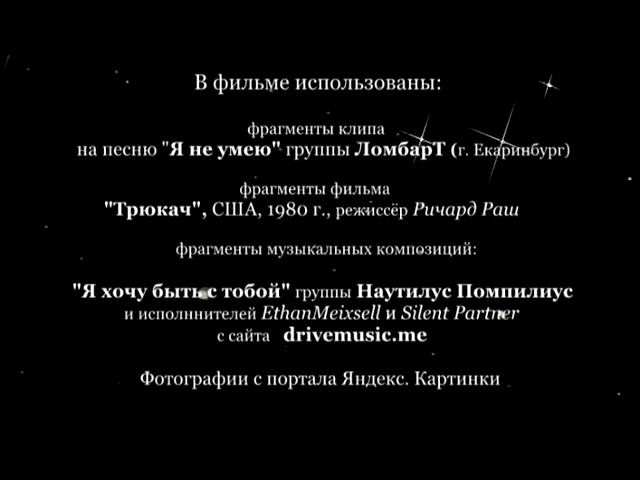 В фильме использованы:
фрагменты клипа
на песню "Я не умею" группы ЛомбарТ (г. Екаринбург)
фрагменты фильма
"Трюкач", США, 1980 г., режиссёр Ричард Раш
фрагменты музыкальных композиций:
"Я хочу быть с тобой" группы Наутилус Помпилиус
и исполннителей EthanMeixsell и Silent Partner
с сайта drivemusic.me
Фотографии с портала Яндекс. Картинки